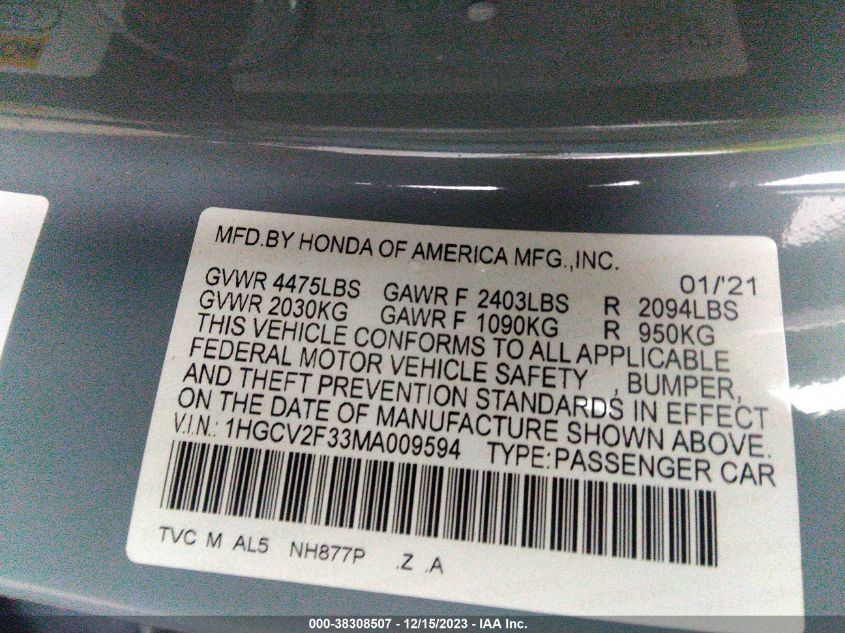 MFD.BY HONDA OF AMERICA MFG.,INC.
01/'21
GVWR 4475LBS GAWR F 2403LBS R 2094LBS
GVWR 2030KG GAWR F 1090KG R 950KG
THIS VEHICLE CONFORMS TO ALL APPLICABLE
FEDERAL MOTOR VEHICLE SAFETY , BUMPER,
AND THEFT PREVENTION STANDARDS IN EFFECT
ON THE DATE OF MANUFACTURE SHOWN ABOVE.
V.I.N.: 1HGCV2F33MA009594 TYPE:PASSENGER CAR
TVC M AL5 NH877P .Z .A
000-38308507 - 12/15/2023 - IAA Inc.